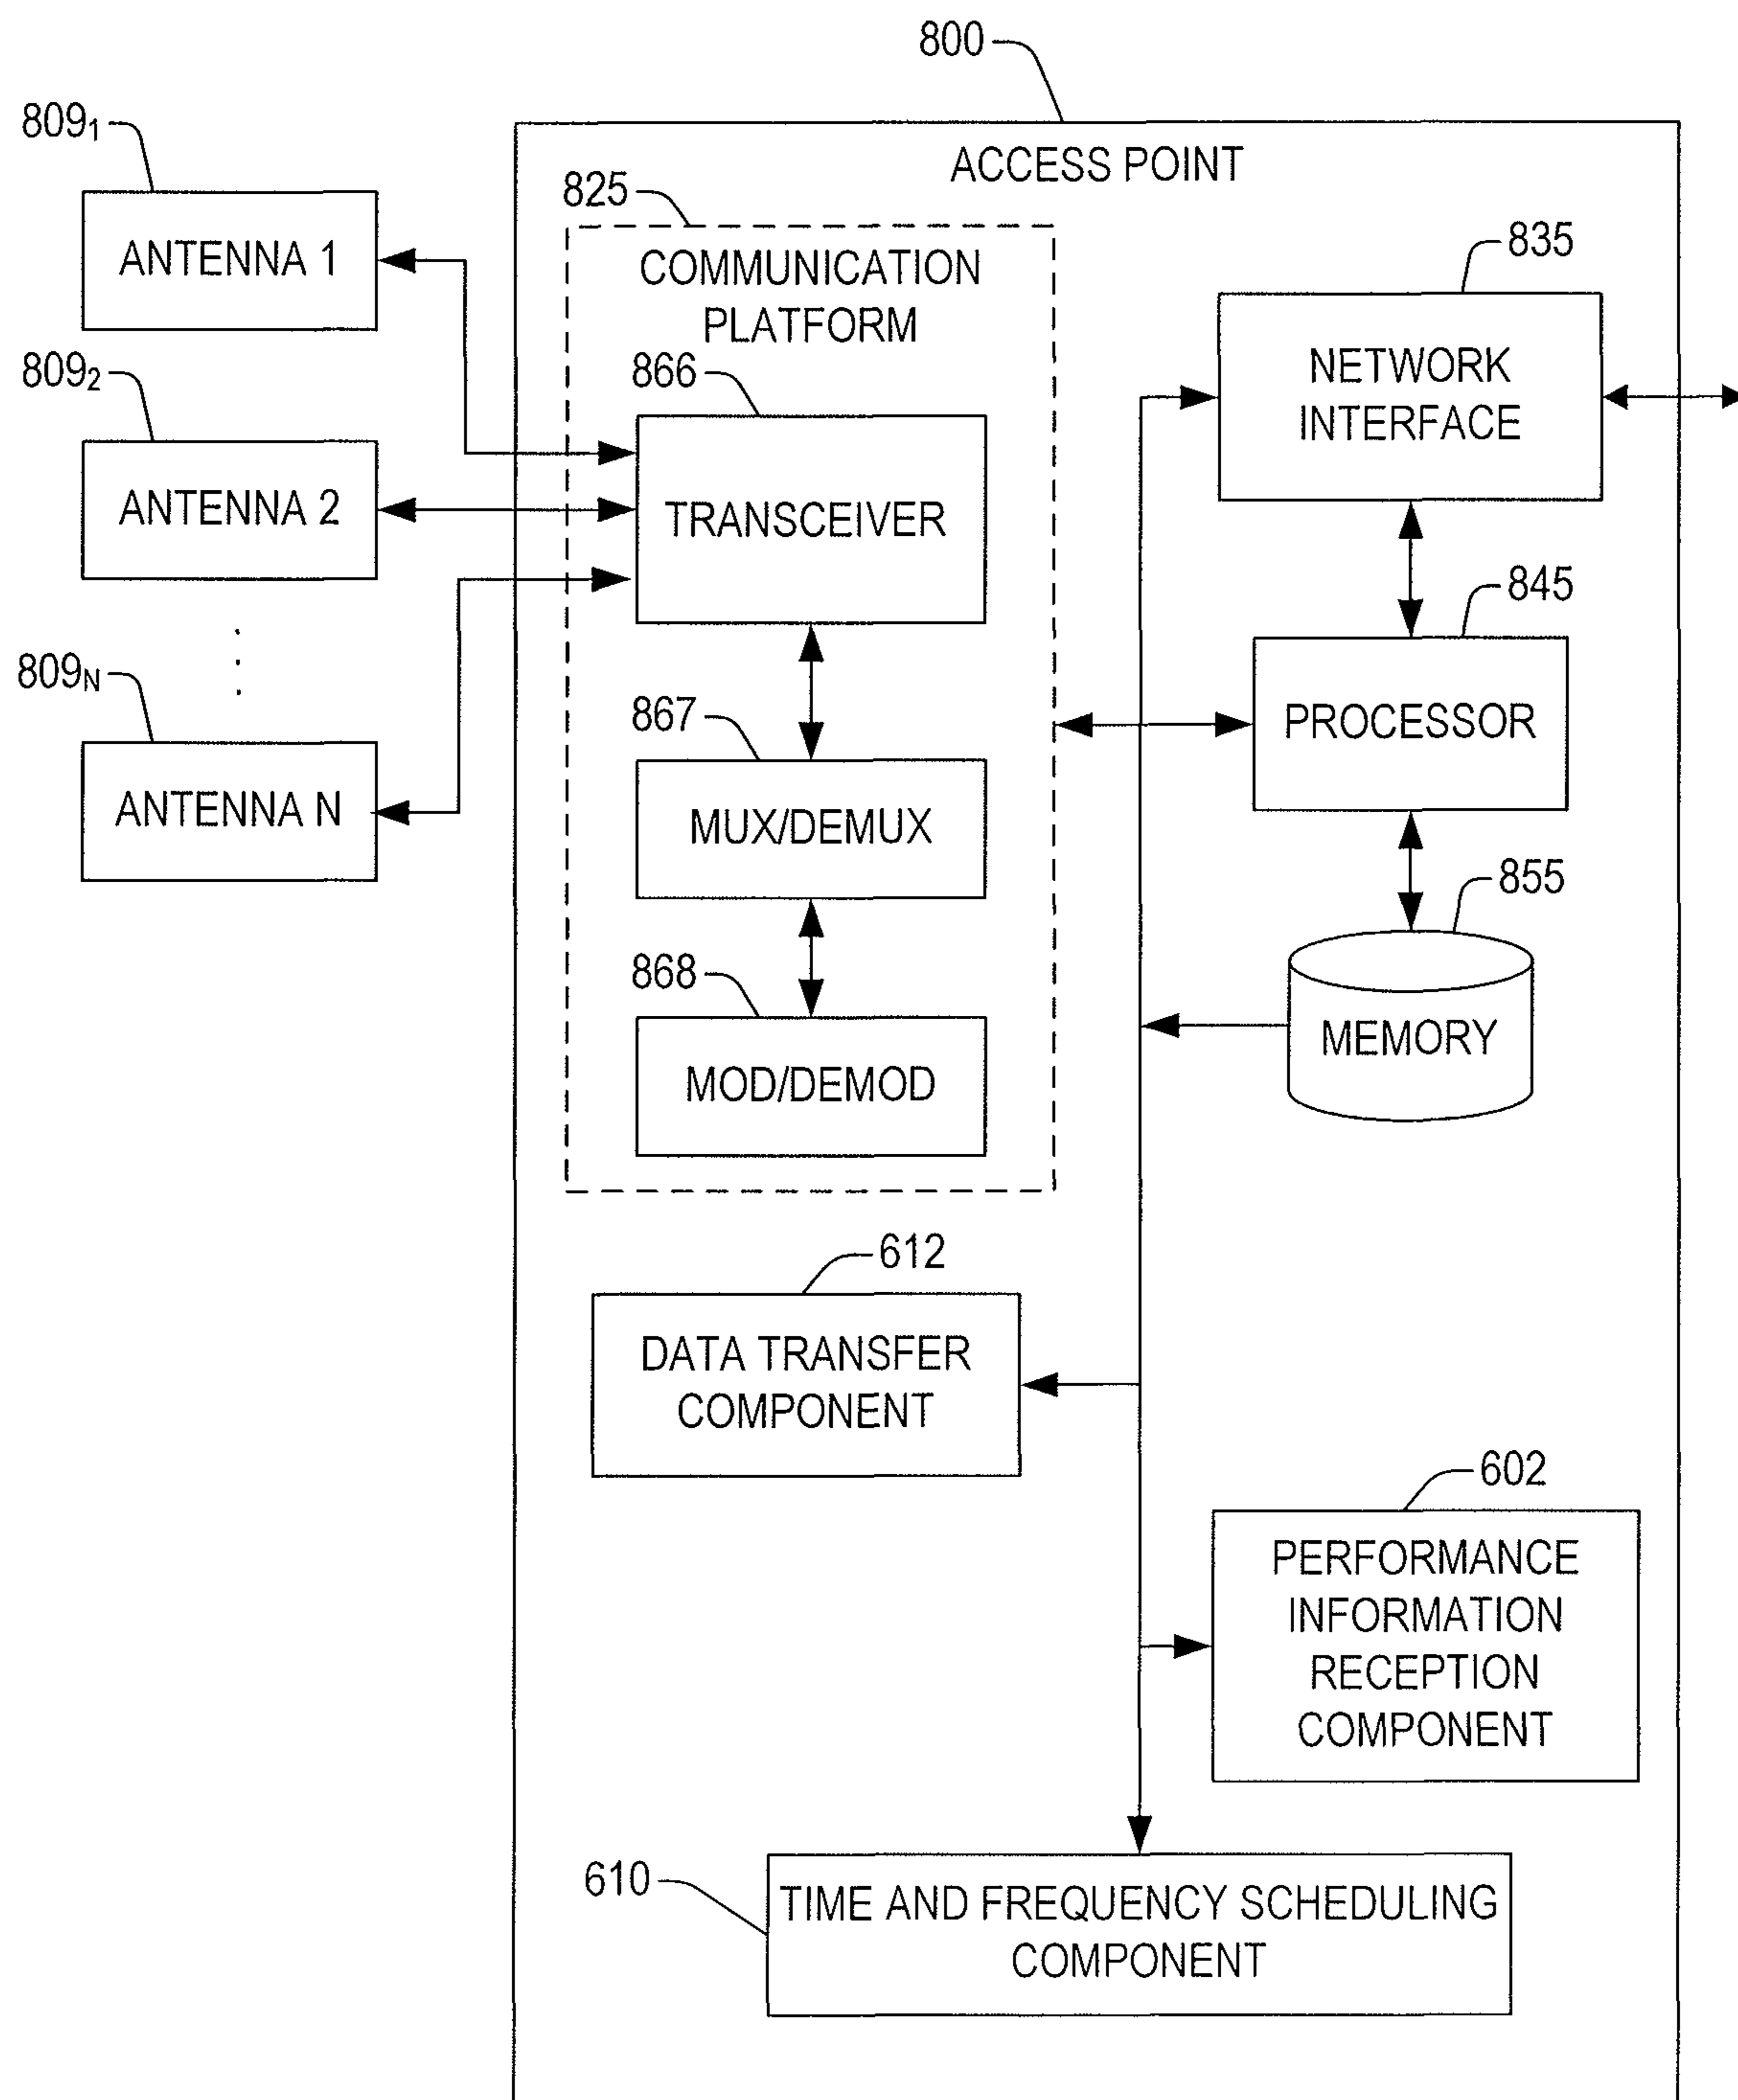 800
ACCESS POINT
809₁
ANTENNA 1
809₂
ANTENNA 2
809ₙ
ANTENNA N
825
COMMUNICATION
PLATFORM
866
TRANSCEIVER
867
MUX/DEMUX
868
MOD/DEMOD
835
NETWORK
INTERFACE
845
PROCESSOR
855
MEMORY
612
DATA TRANSFER
COMPONENT
602
PERFORMANCE
INFORMATION
RECEPTION
COMPONENT
610
TIME AND FREQUENCY SCHEDULING
COMPONENT